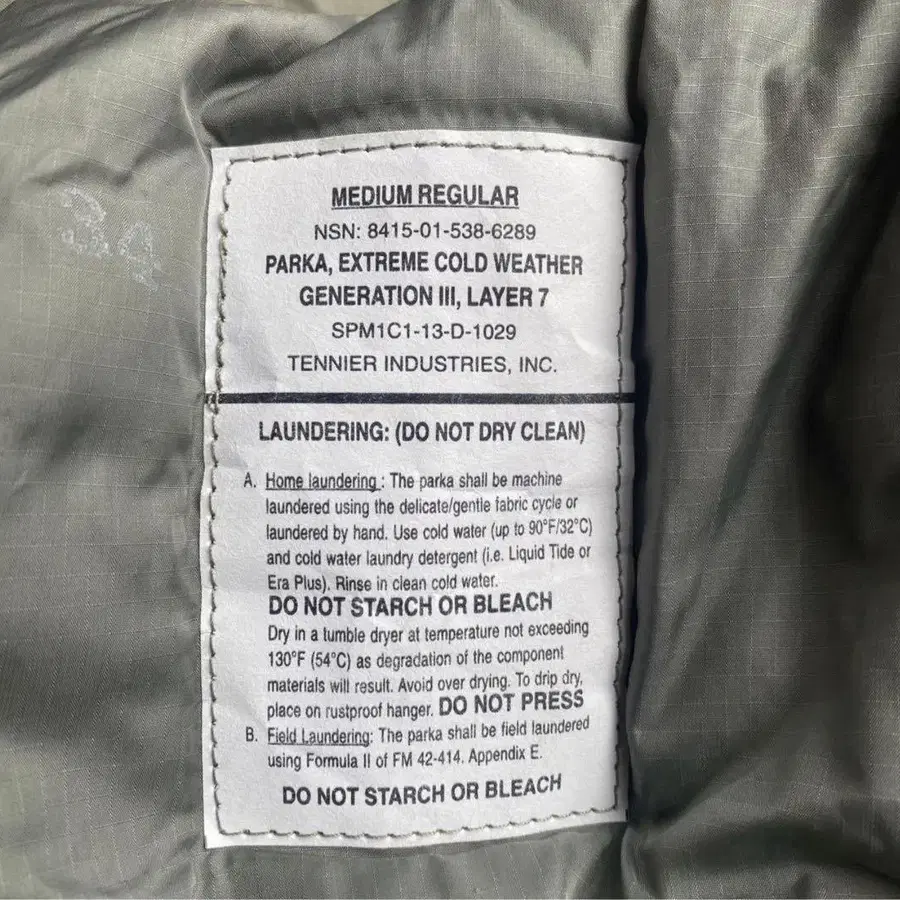 34
MEDIUM REGULAR
NSN: 8415-01-538-6289
PARKA, EXTREME COLD WEATHER
GENERATION III, LAYER 7
SPM1C1-13-D-1029
TENNIER INDUSTRIES, INC.
LAUNDERING: (DO NOT DRY CLEAN)
A. Home laundering : The parka shall be machine
laundered using the delicate/gentle fabric cycle or
laundered by hand. Use cold water (up to 90°F/32°C)
and cold water laundry detergent (i.e. Liquid Tide or
Era Plus). Rinse in clean cold water.
DO NOT STARCH OR BLEACH
Dry in a tumble dryer at temperature not exceeding
130°F (54°C) as degradation of the component
materials will result. Avoid over drying. To drip dry,
place on rustproof hanger. DO NOT PRESS
B. Field Laundering: The parka shall be field laundered
using Formula II of FM 42-414. Appendix E.
DO NOT STARCH OR BLEACH